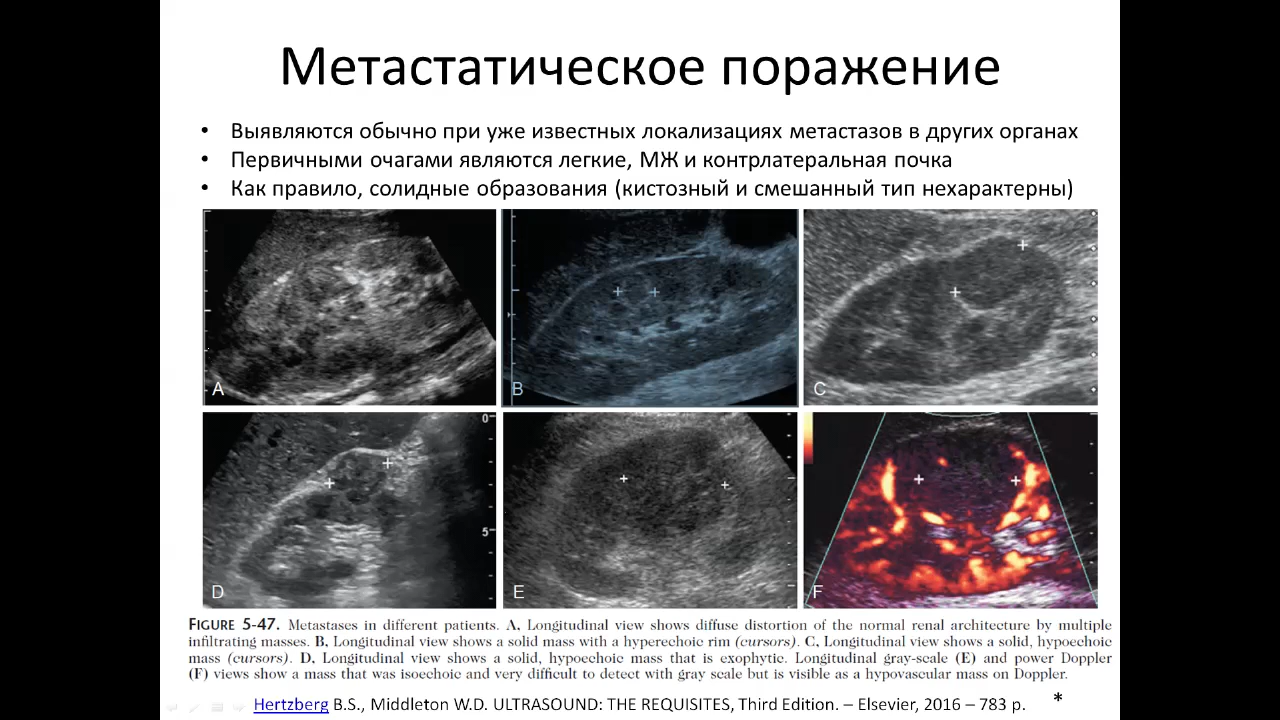 Метастатическое поражение
• Выявляются обычно при уже известных локализациях метастазов в других органах
• Первичными очагами являются легкие, МЖ и контрлатеральная почка
• Как правило, солидные образования (кистозный и смешанный тип нехарактерны)
A
B
C
0
5
D
E
F
FIGURE 5-47. Metastases in different patients. A, Longitudinal view shows diffuse distortion of the normal renal architecture by multiple
infiltrating masses. B, Longitudinal view shows a solid mass with a hyperechoic rim (cursors). C, Longitudinal view shows a solid, hypoechoic
mass (cursors). D, Longitudinal view shows a solid, hypoechoic mass that is exophytic. Longitudinal gray-scale (E) and power Doppler
(F) views show a mass that was isoechoic and very difficult to detect with gray scale but is visible as a hypovascular mass on Doppler.
Hertzberg B.S., Middleton W.D. ULTRASOUND: THE REQUISITES, Third Edition. – Elsevier, 2016 – 783 p. *